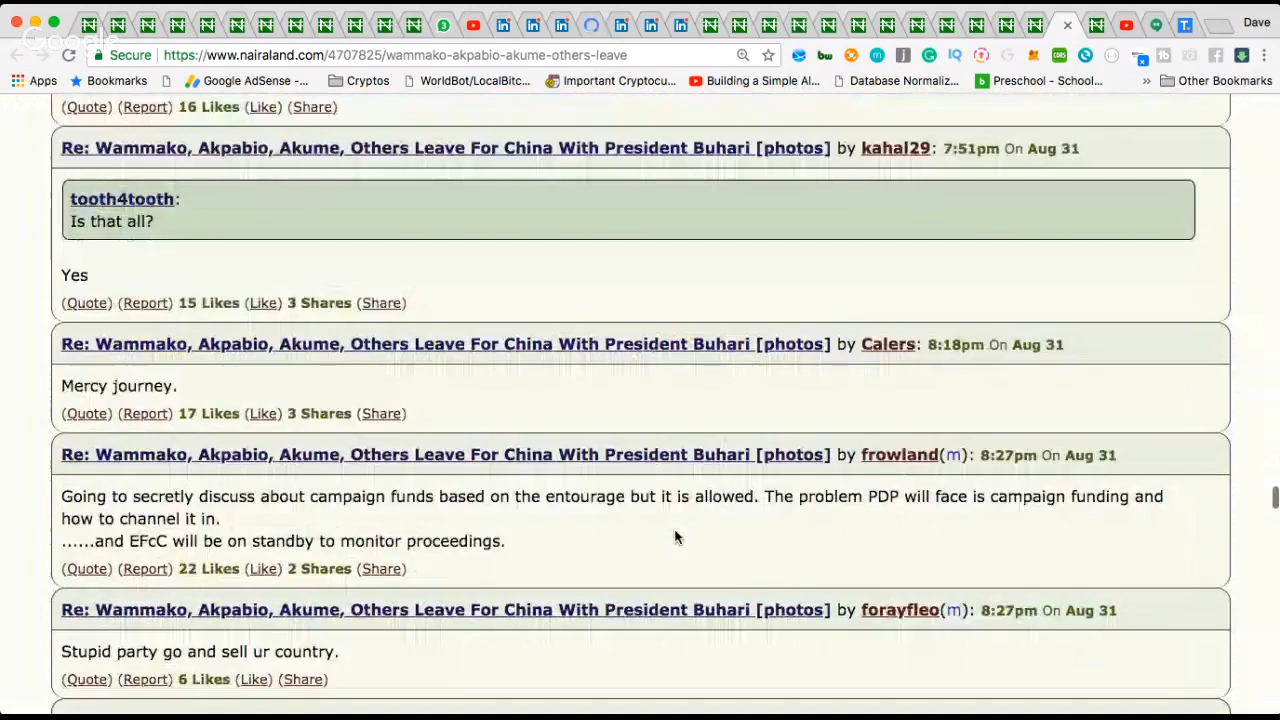 3
T.
Dave
Google
Secure
https://www.nairaland.com/4707825/wammako-akpabio-akume-others-leave
bw
IQ
Apps
Bookmarks
Google AdSense -...
Cryptos
WorldBot/LocalBitc...
Important Cryptocu...
Building a Simple Al...
Database Normaliz...
Preschool - School...
»
Other Bookmarks
(Quote) (Report) 16 Likes (Like) (Share)
Re: Wammako, Akpabio, Akume, Others Leave For China With President Buhari [photos] by kahal29: 7:51pm On Aug 31
tooth4tooth:
Is that all?
Yes
(Quote) (Report) 15 Likes (Like) 3 Shares (Share)
Re: Wammako, Akpabio, Akume, Others Leave For China With President Buhari [photos] by Calers: 8:18pm On Aug 31
Mercy journey.
(Quote) (Report) 17 Likes (Like) 3 Shares (Share)
Re: Wammako, Akpabio, Akume, Others Leave For China With President Buhari [photos] by frowland(m): 8:27pm On Aug 31
Going to secretly discuss about campaign funds based on the entourage but it is allowed. The problem PDP will face is campaign funding and
how to channel it in.
......and EFcC will be on standby to monitor proceedings.
(Quote) (Report) 22 Likes (Like) 2 Shares (Share)
Re: Wammako, Akpabio, Akume, Others Leave For China With President Buhari [photos] by forayfleo(m): 8:27pm On Aug 31
Stupid party go and sell ur country.
(Quote) (Report) 6 Likes (Like) (Share)